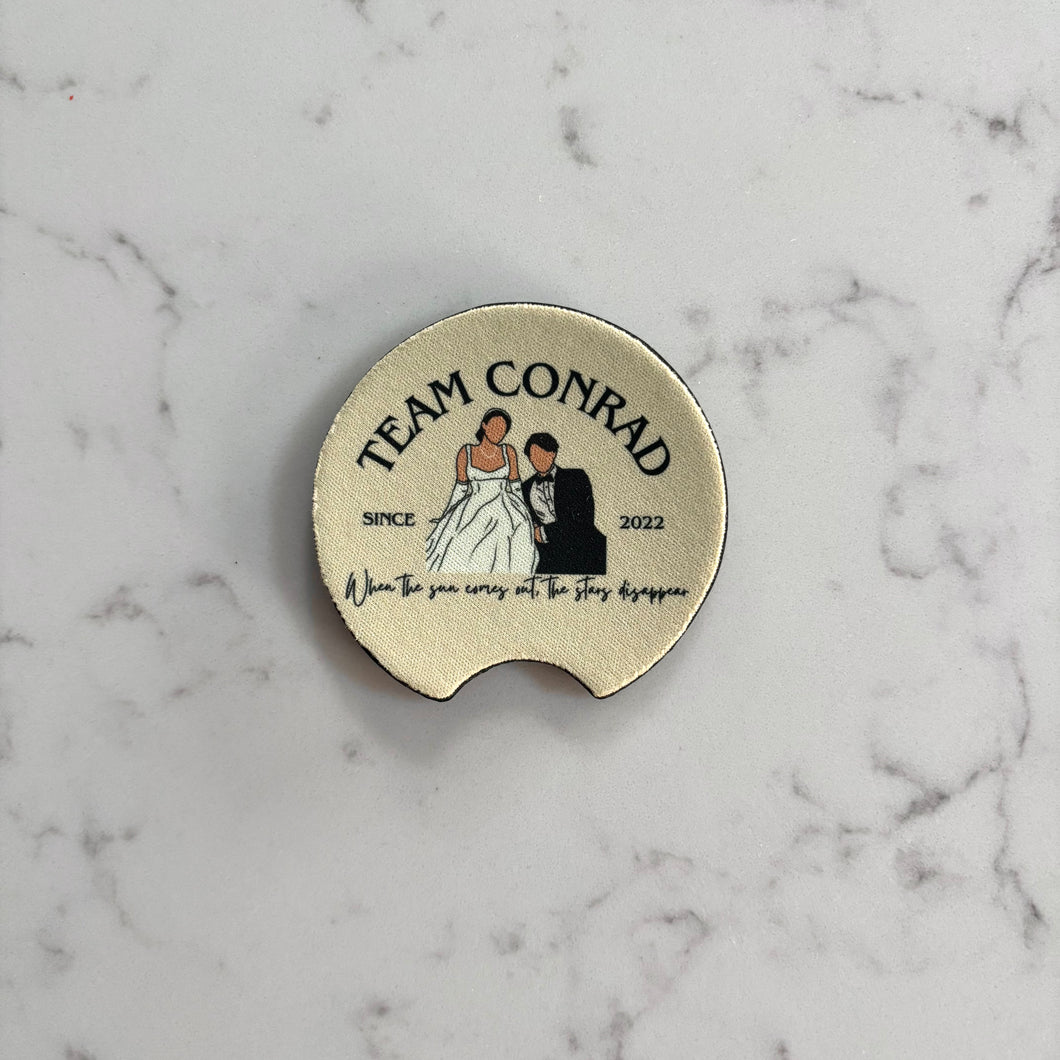 TEAM CONRAD
SINCE 2022
When the sun comes out, the stars disappear